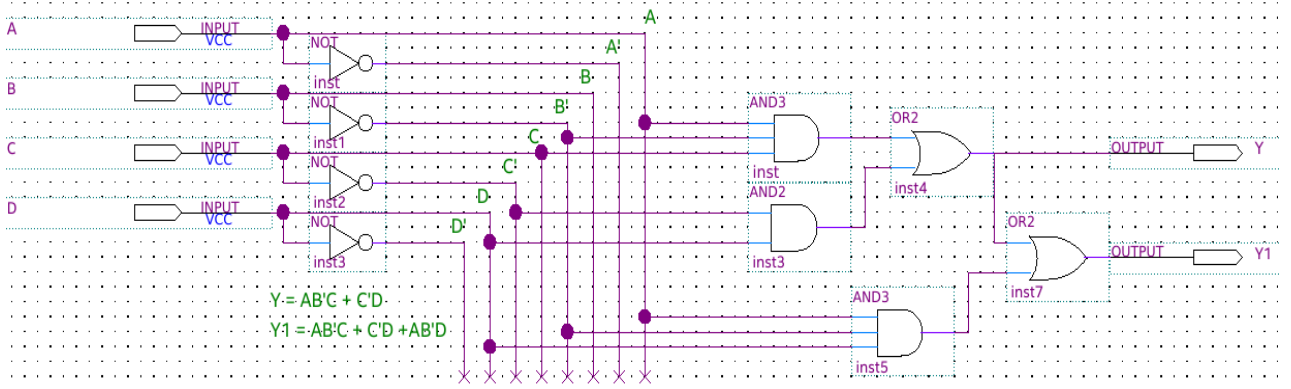 A
A
INPUT
VCC
NOT
A'
inst
B
B
INPUT
VCC
NOT
B'
AND3
inst1
OR2
C
C
INPUT
VCC
NOT
C'
inst
inst4
OUTPUT
Y
AND2
inst2
D
D
INPUT
VCC
NOT
D'
inst3
inst3
OR2
OUTPUT
Y1
inst7
Y = AB'C + C'D
Y1 = AB'C + C'D +AB'D
AND3
inst5